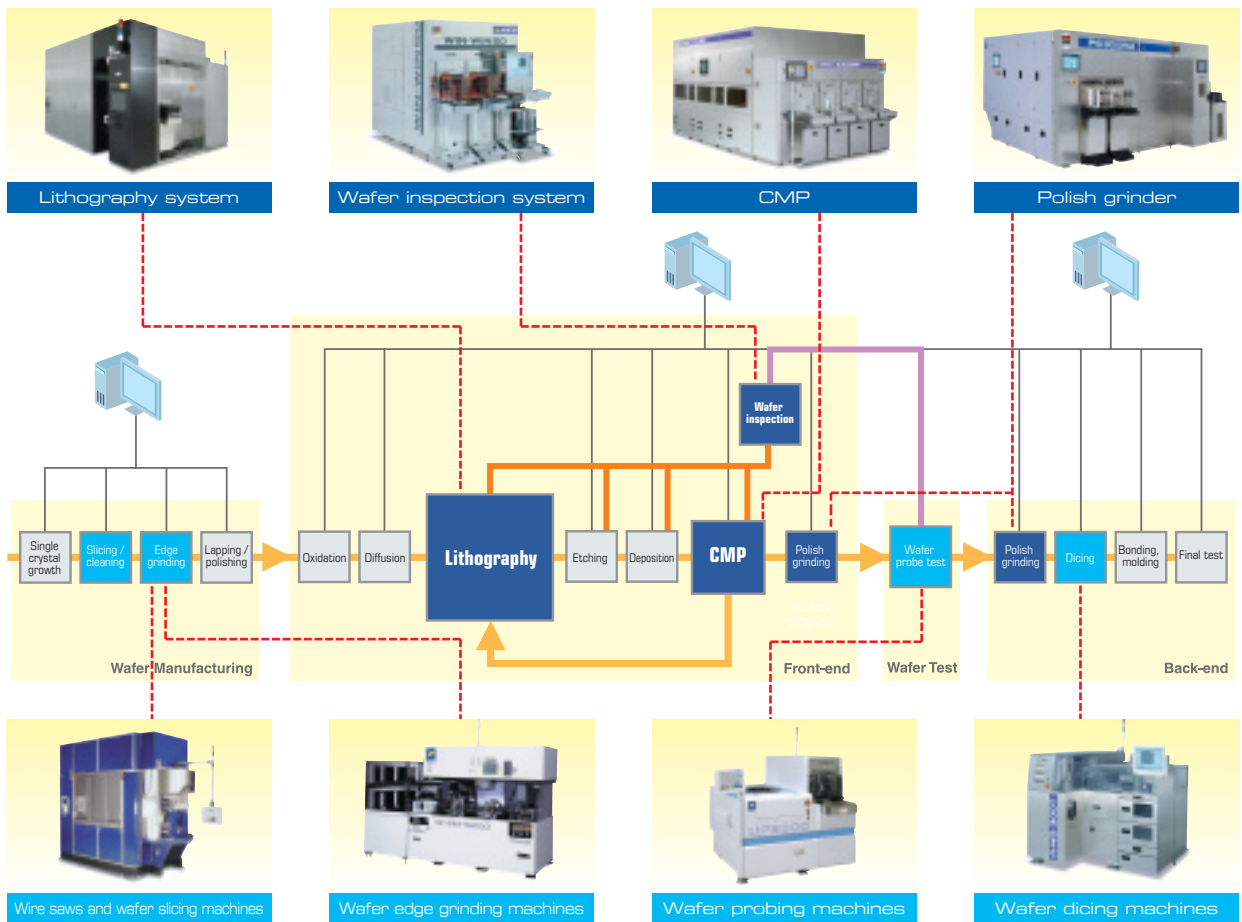 Lithography system
Wafer inspection system
CMP
Polish grinder
Wafer
inspection
Single
crystal
growth
Slicing /
cleaning
Edge
grinding
Lapping /
polishing
Oxidation
Diffusion
Lithography
Etching
Deposition
CMP
Polish
grinding
Wafer
probe test
Polish
grinding
Dicing
Bonding,
molding
Final test
Wafer Manufacturing
Front-end
Wafer Test
Back-end
Wire saws and wafer slicing machines
Wafer edge grinding machines
Wafer probing machines
Wafer dicing machines